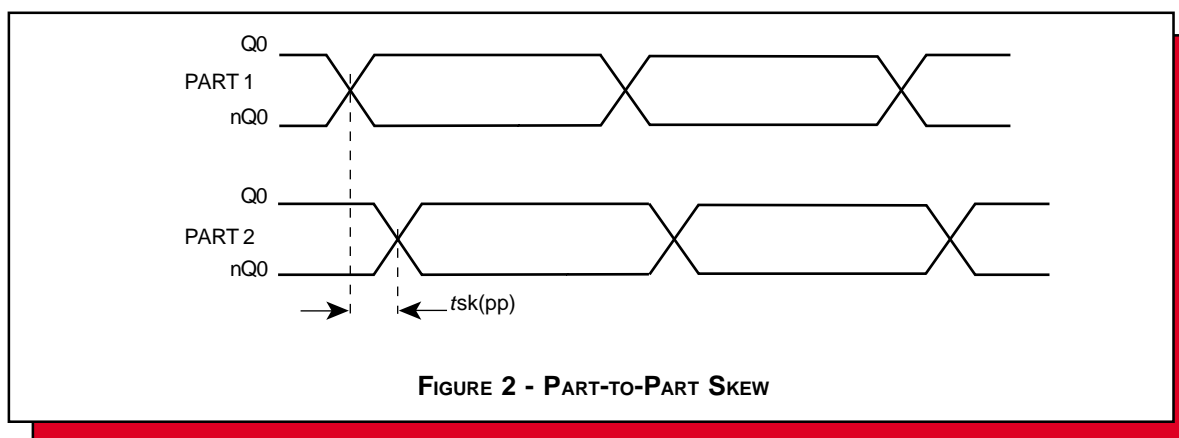 Q0
PART 1
nQ0
Q0
PART 2
nQ0
tsk(pp)
FIGURE 2 - PART-TO-PART SKEW